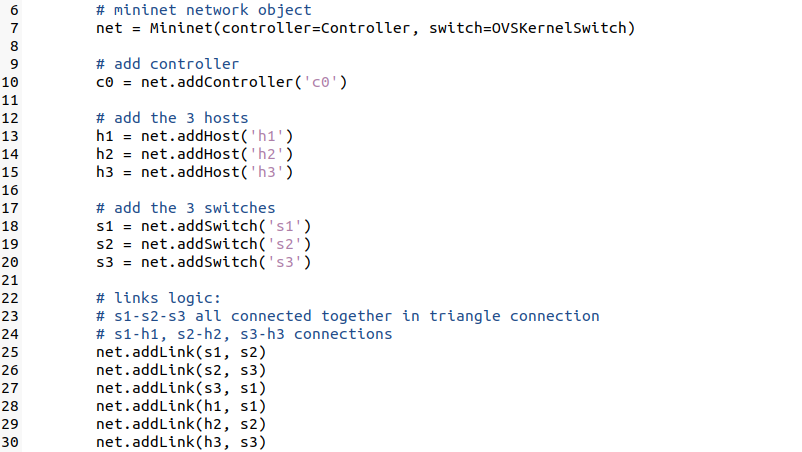 6 # mininet network object
7 net = Mininet(controller=Controller, switch=OVSKernelSwitch)
8
9 # add controller
10 c0 = net.addController('c0')
11
12 # add the 3 hosts
13 h1 = net.addHost('h1')
14 h2 = net.addHost('h2')
15 h3 = net.addHost('h3')
16
17 # add the 3 switches
18 s1 = net.addSwitch('s1')
19 s2 = net.addSwitch('s2')
20 s3 = net.addSwitch('s3')
21
22 # links logic:
23 # s1-s2-s3 all connected together in triangle connection
24 # s1-h1, s2-h2, s3-h3 connections
25 net.addLink(s1, s2)
26 net.addLink(s2, s3)
27 net.addLink(s3, s1)
28 net.addLink(h1, s1)
29 net.addLink(h2, s2)
30 net.addLink(h3, s3)